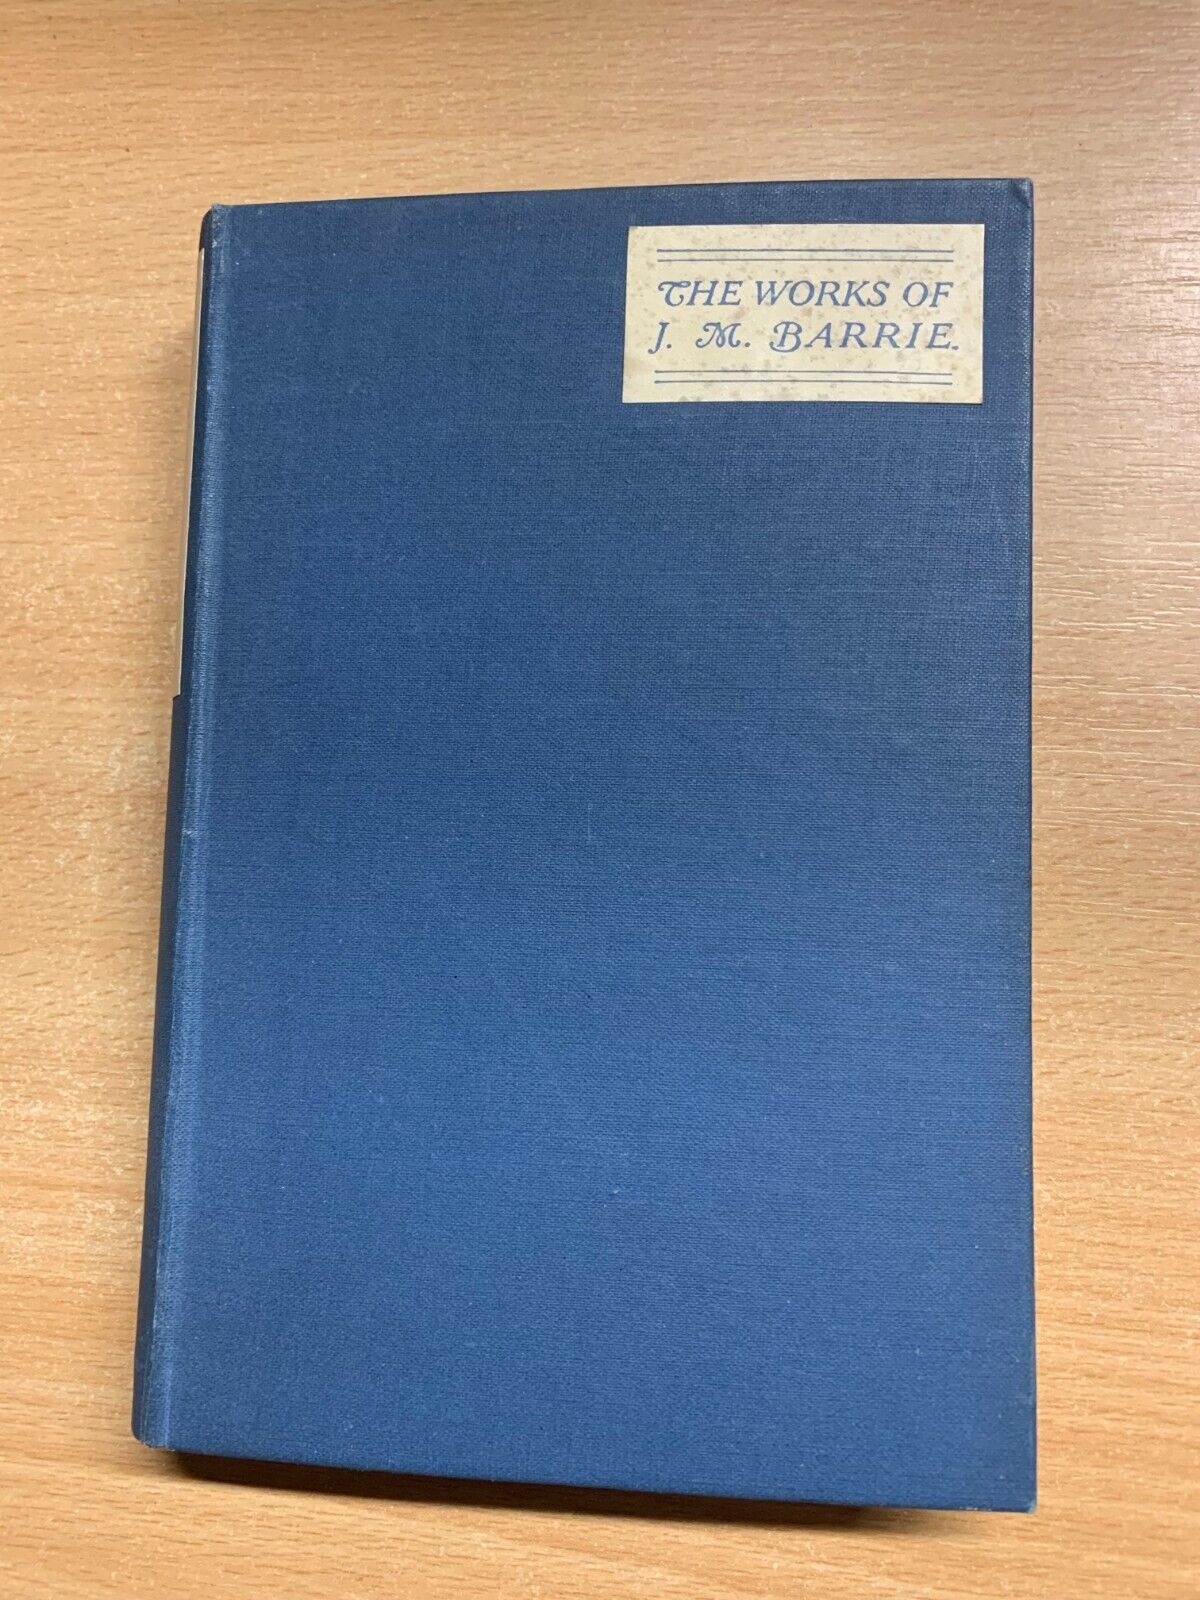 THE WORKS OF
J. M. BARRIE.